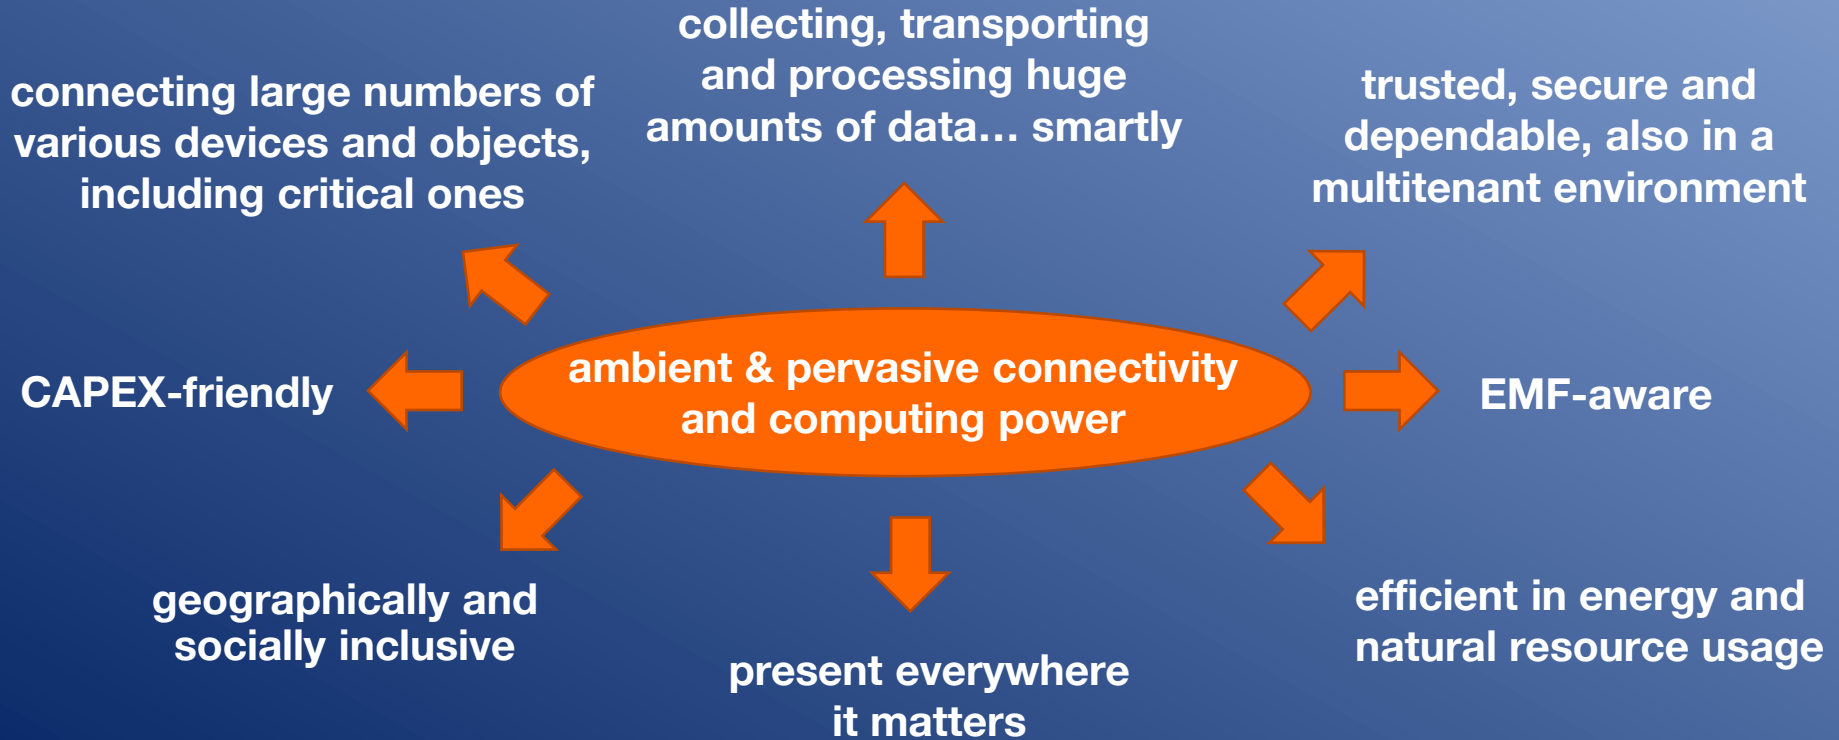 collecting, transporting
and processing huge
amounts of data… smartly
connecting large numbers of
various devices and objects,
including critical ones
trusted, secure and
dependable, also in a
multitenant environment
CAPEX-friendly
ambient & pervasive connectivity
and computing power
EMF-aware
geographically and
socially inclusive
present everywhere
it matters
efficient in energy and
natural resource usage